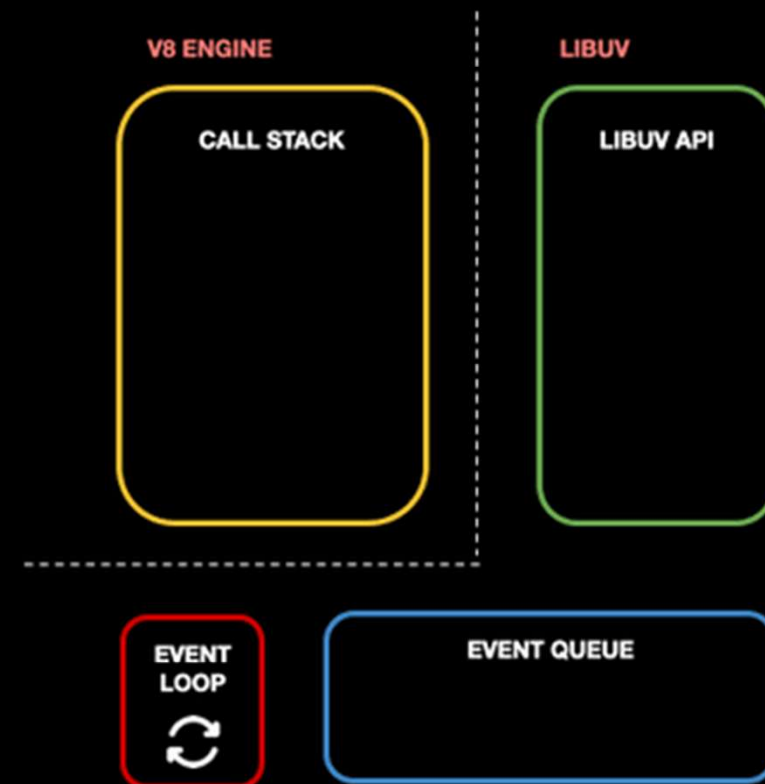 V8 ENGINE
LIBUV
CALL STACK
LIBUV API
EVENT
LOOP
EVENT QUEUE